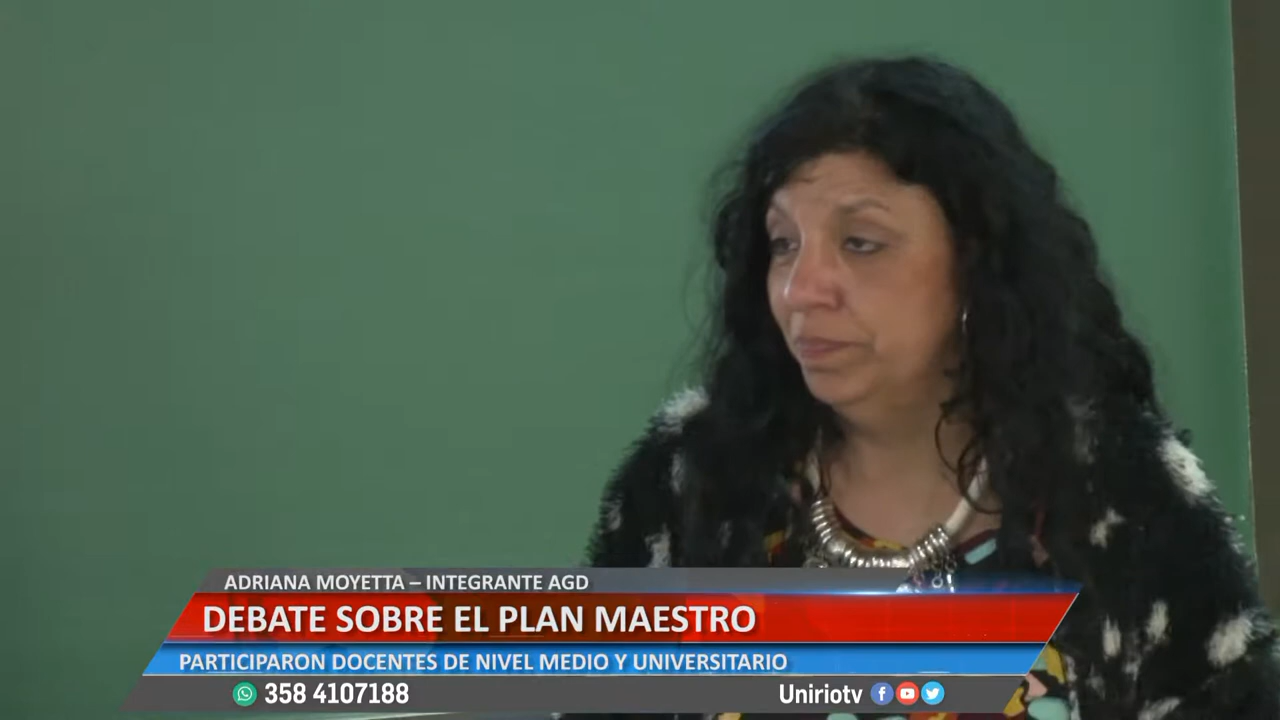 ADRIANA MOYETTA – INTEGRANTE AGD
DEBATE SOBRE EL PLAN MAESTRO
PARTICIPARON DOCENTES DE NIVEL MEDIO Y UNIVERSITARIO
358 4107188 Uniriotv